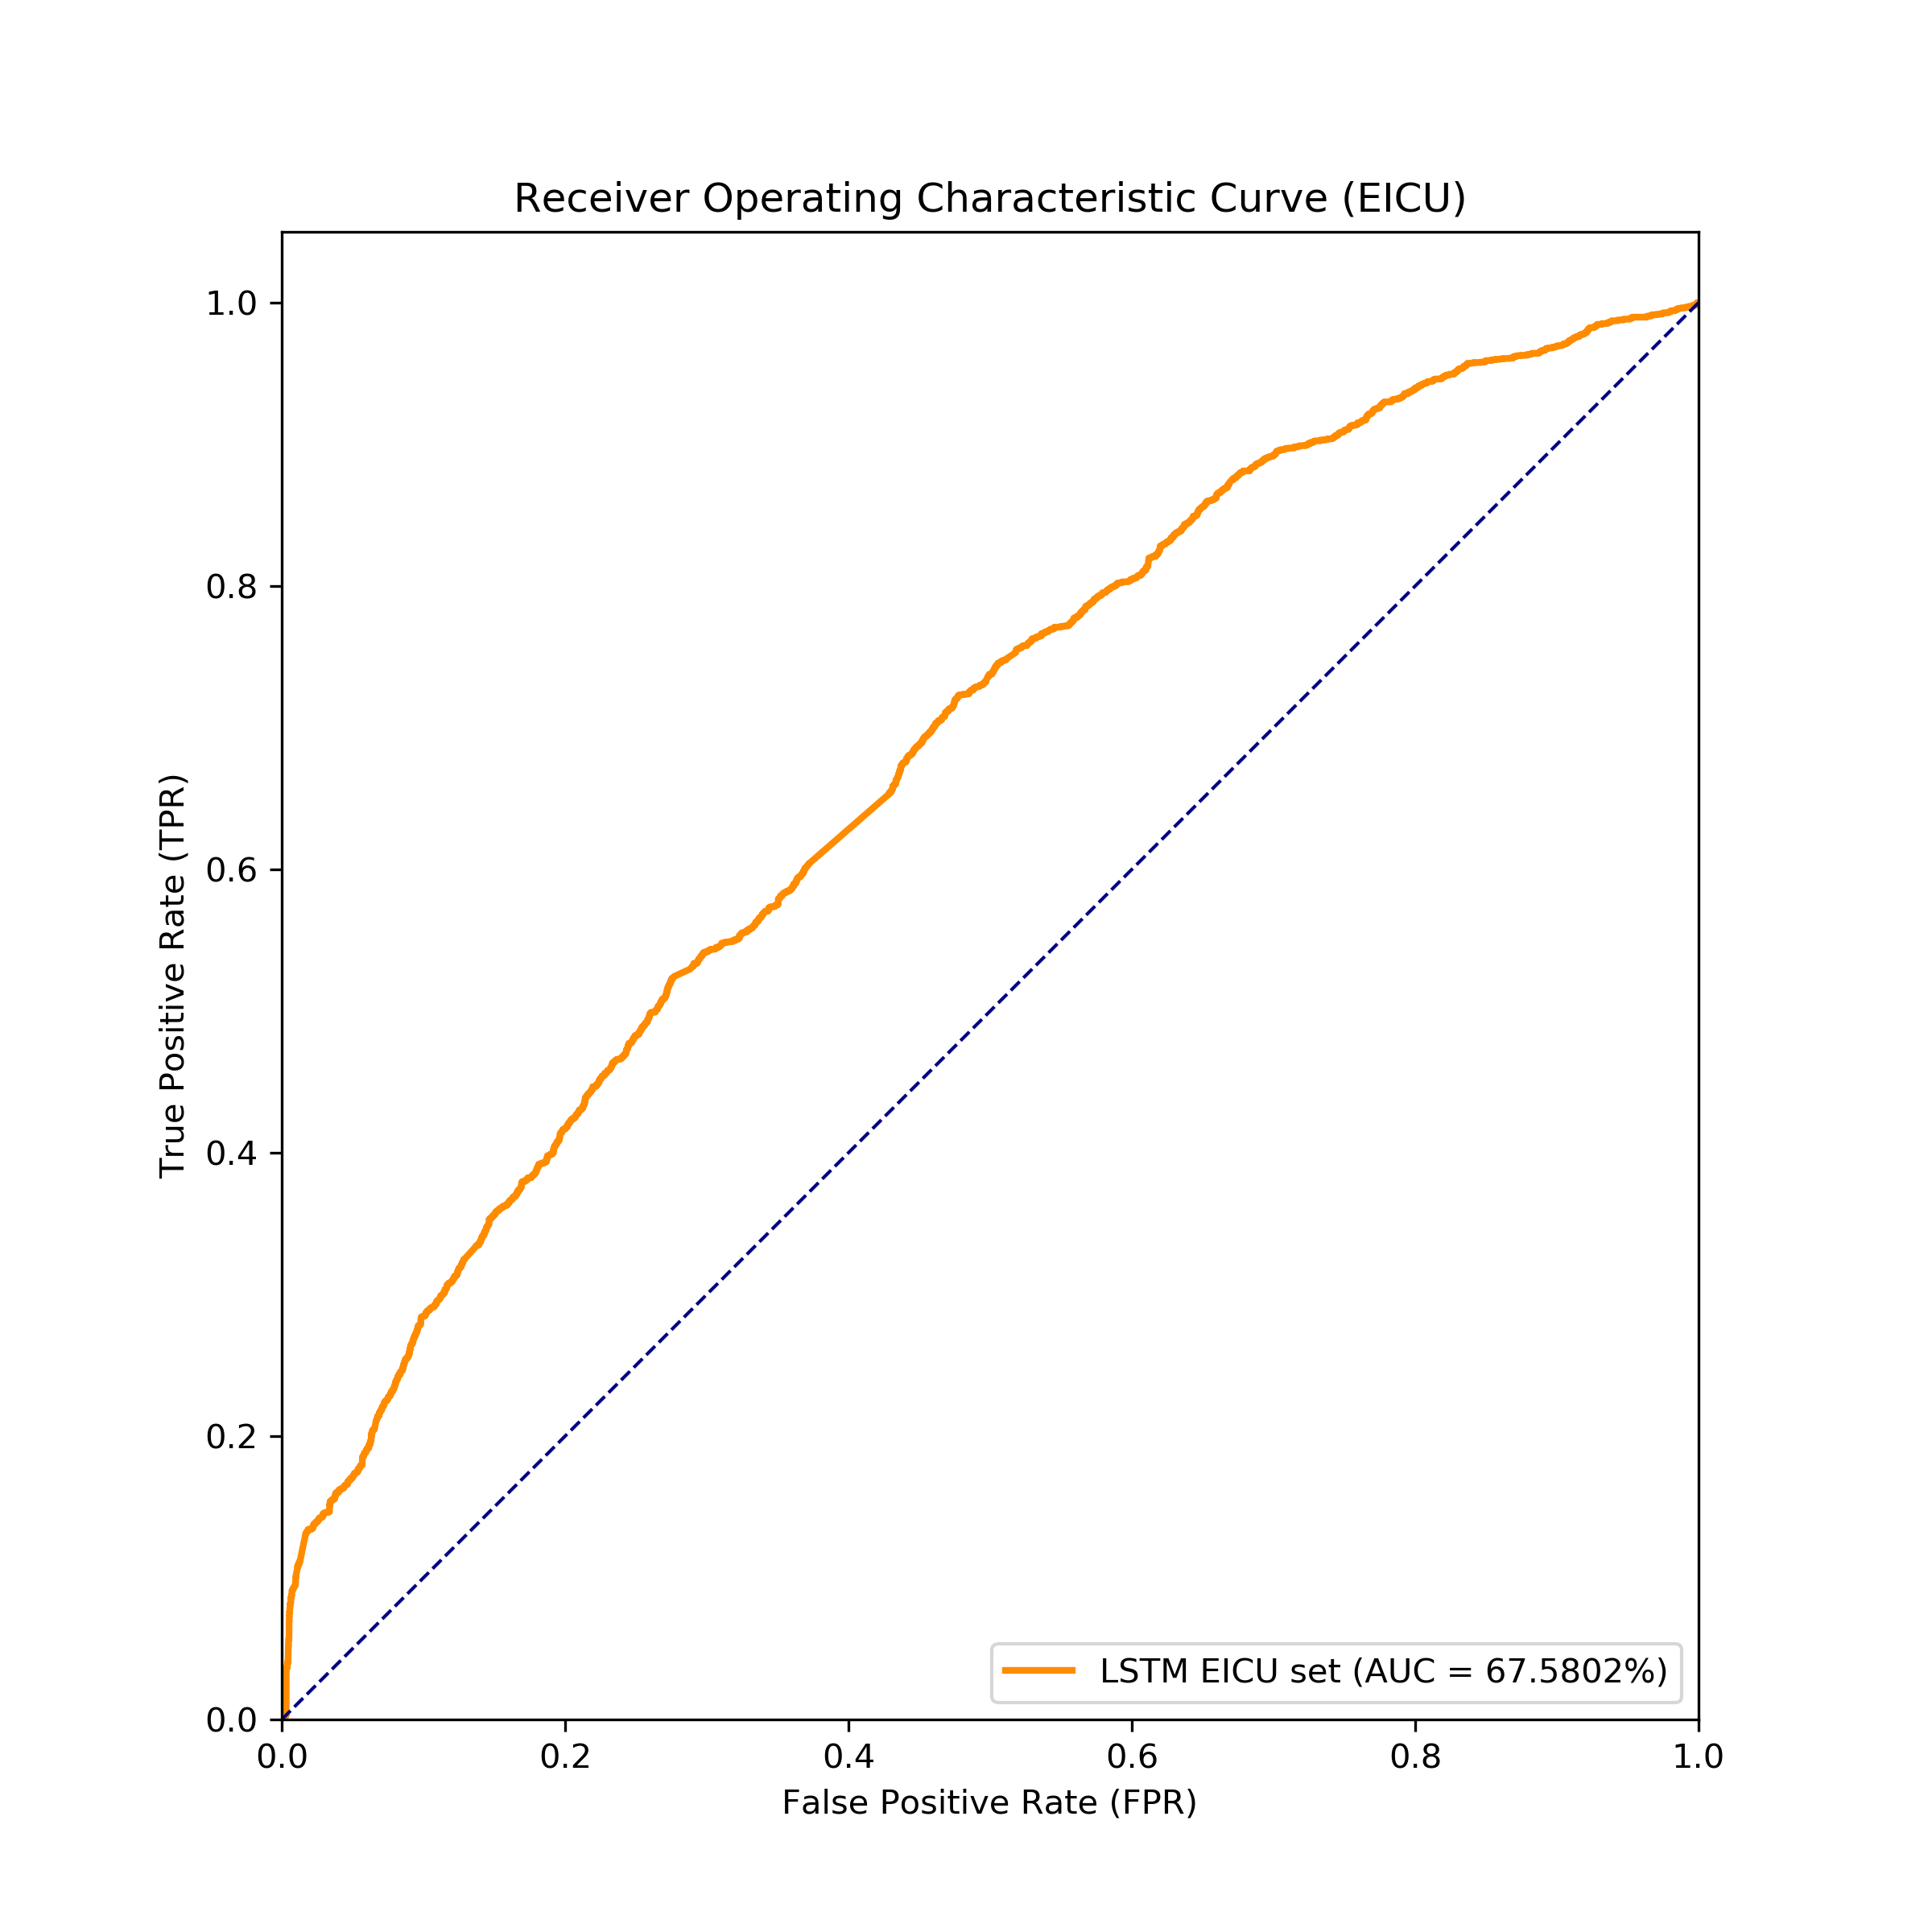 Receiver Operating Characteristic Curve (EICU)
True Positive Rate (TPR)
1.0
0.8
0.6
0.4
0.2
0.0
LSTM EICU set (AUC = 67.5802%)
0.0 0.2 0.4 0.6 0.8 1.0
False Positive Rate (FPR)